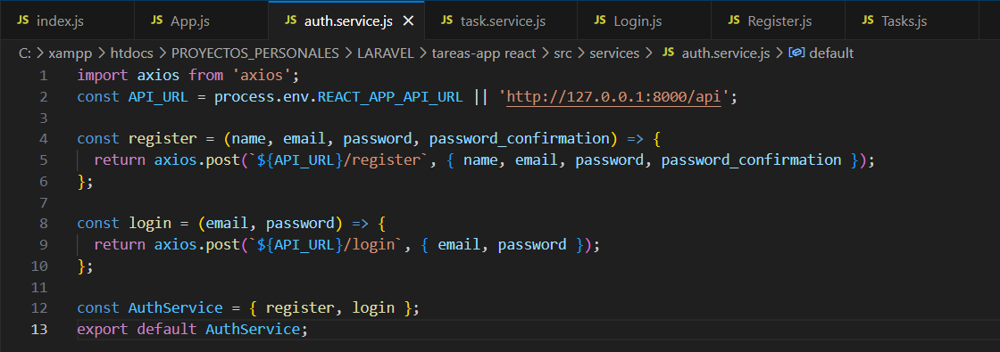 JS index.js JS App.js JS auth.service.js × JS task.service.js JS Login.js JS Register.js JS Tasks.js
C: > xampp > htdocs > PROYECTOS_PERSONALES > LARAVEL > tareas-app react > src > services > JS auth.service.js > default
1 import axios from 'axios';
2 const API_URL = process.env.REACT_APP_API_URL || 'http://127.0.0.1:8000/api';
3
4 const register = (name, email, password, password_confirmation) => {
5   return axios.post(`${API_URL}/register`, { name, email, password, password_confirmation });
6 };
7
8 const login = (email, password) => {
9   return axios.post(`${API_URL}/login`, { email, password });
10 };
11
12 const AuthService = { register, login };
13 export default AuthService;